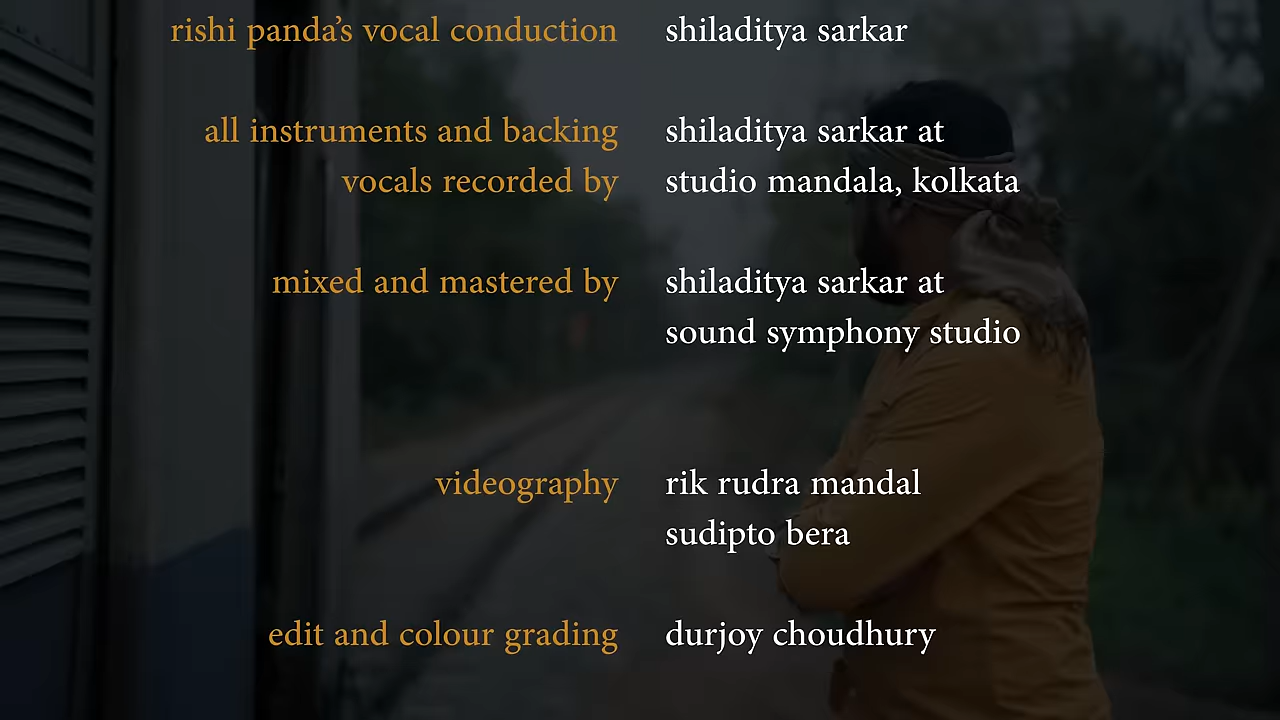 rishi panda's vocal conduction shiladitya sarkar
all instruments and backing shiladitya sarkar at
vocals recorded by studio mandala, kolkata
mixed and mastered by shiladitya sarkar at
sound symphony studio
videography rik rudra mandal
sudipto bera
edit and colour grading durjoy choudhury